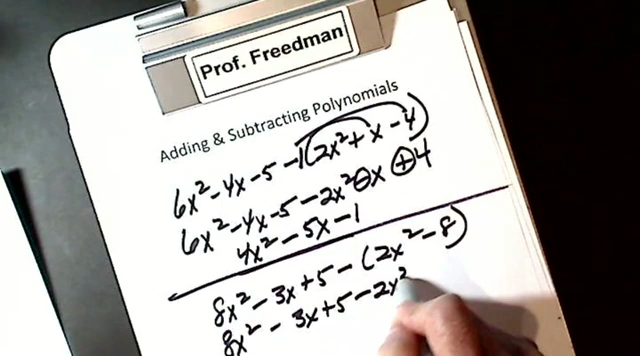 Prof. Freedman
Adding & Subtracting Polynomials
6x² - 4x - 5 - 1(2x² + x - 4)
6x² - 4x - 5 - 2x² - x + 4
4x² - 5x - 1
8x² - 3x + 5 - (2x² - 8)
8x² - 3x + 5 - 2x²